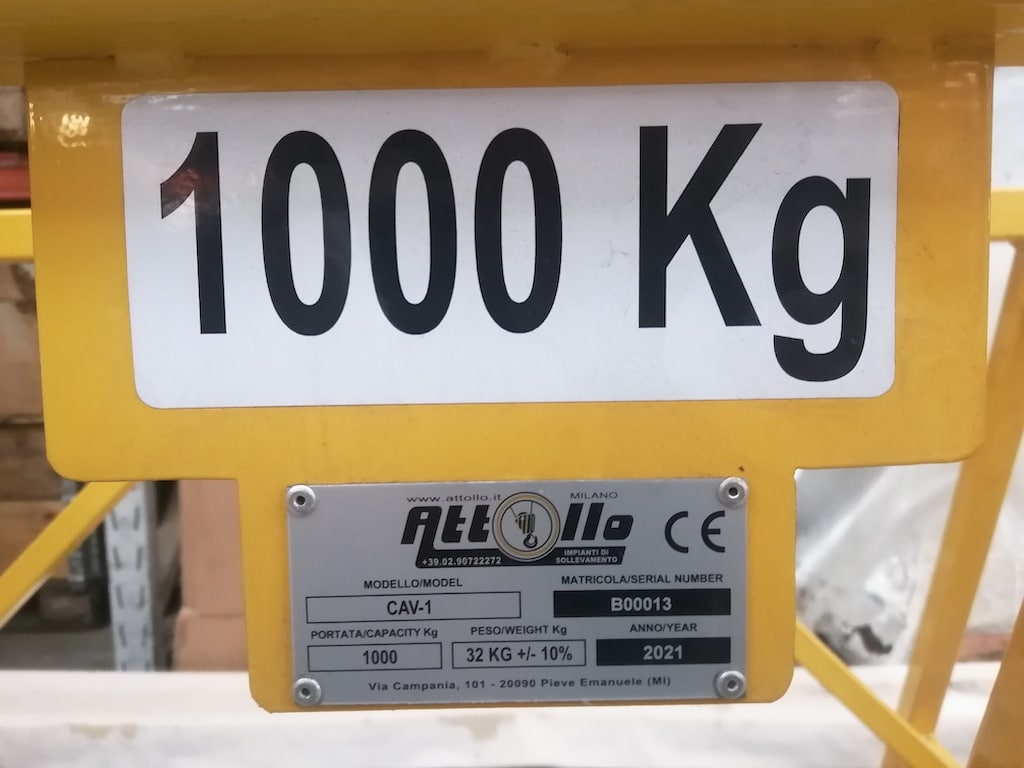 1000 Kg
www.attollo.it MILANO
Attollo CE
+39.02.90722272 IMPIANTI DI
SOLLEVAMENTO
MODELLO/MODEL MATRICOLA/SERIAL NUMBER
CAV-1 B00013
PORTATA/CAPACITY Kg PESO/WEIGHT Kg ANNO/YEAR
1000 32 KG +/- 10% 2021
Via Campania, 101 - 20090 Pieve Emanuele (MI)